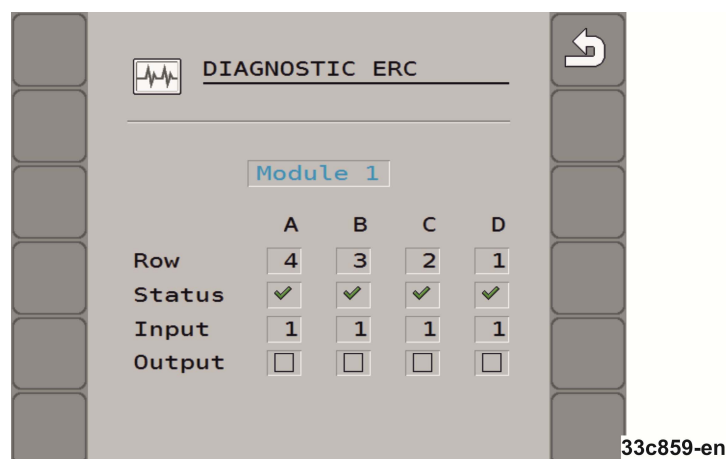 DIAGNOSTIC ERC
Module 1
A B C D
Row 4 3 2 1
Status
Input 1 1 1 1
Output
33c859-en